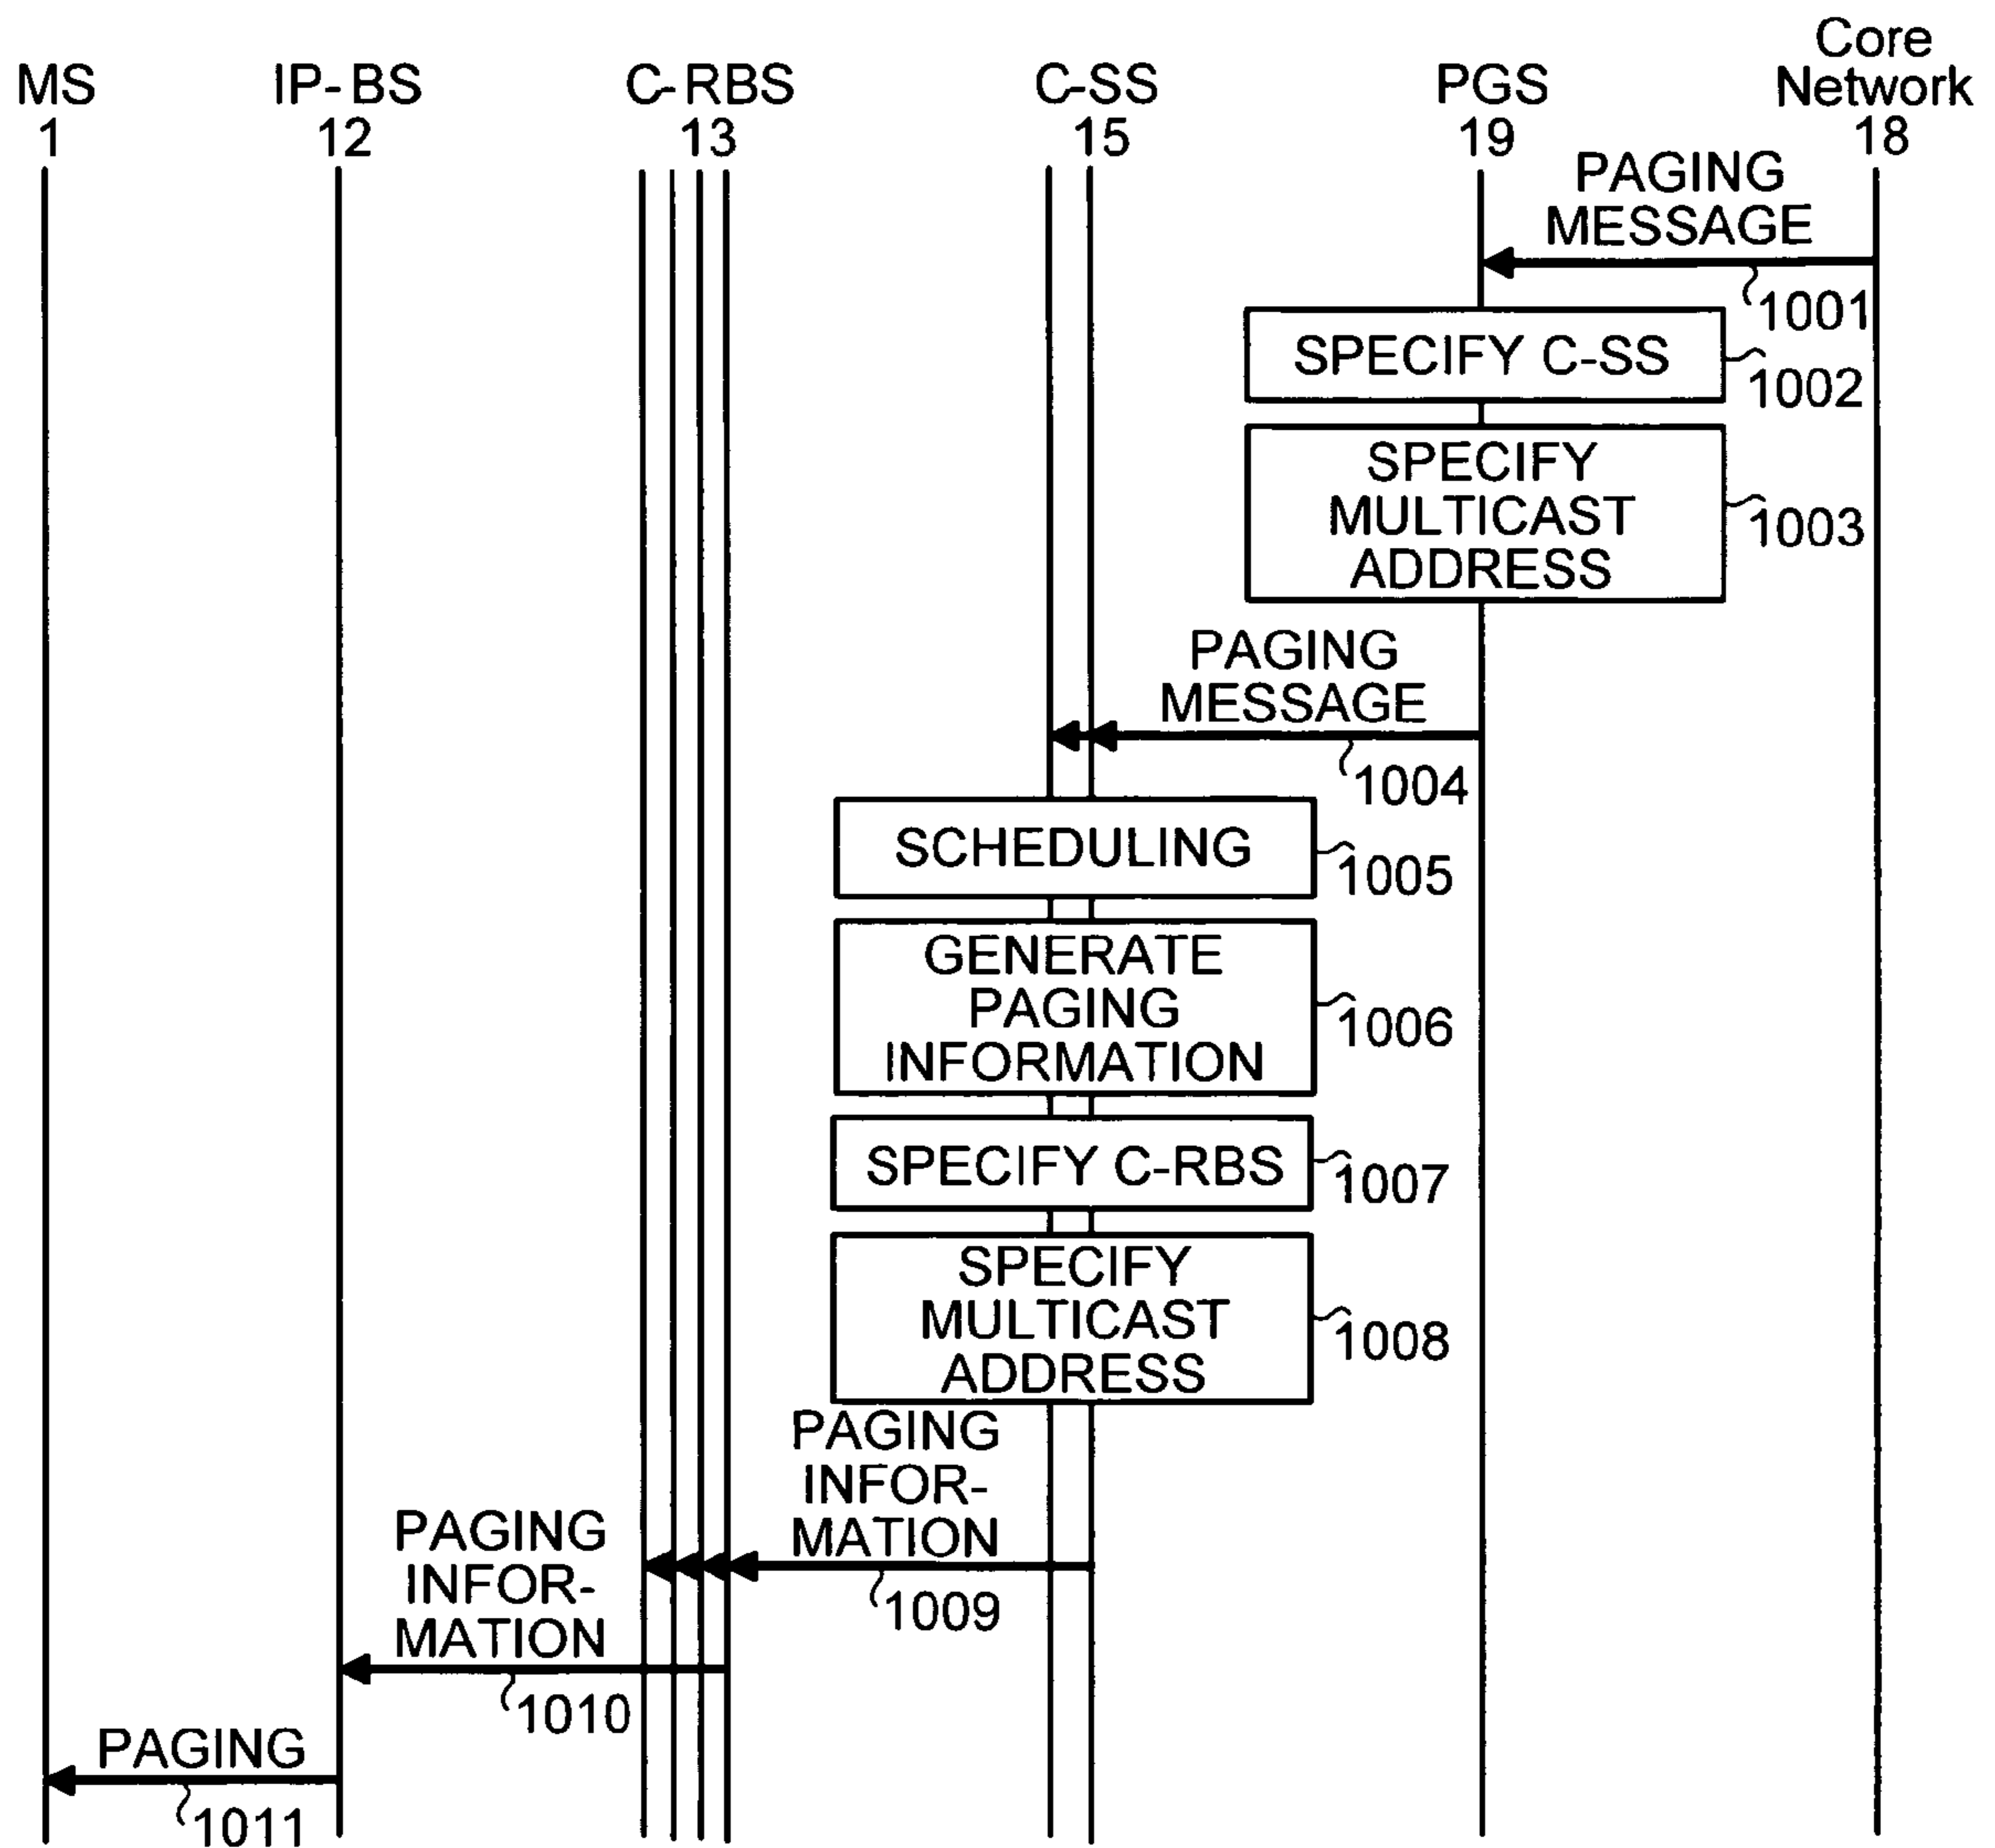 Core
MS
IP-BS
C-RBS
C-SS
PGS
Network
1
12
13
15
19
18
PAGING
MESSAGE
1001
SPECIFY C-SS
1002
SPECIFY
MULTICAST
ADDRESS
1003
PAGING
MESSAGE
1004
SCHEDULING
1005
GENERATE
PAGING
INFORMATION
1006
SPECIFY C-RBS
1007
SPECIFY
MULTICAST
ADDRESS
1008
PAGING
INFOR-
MATION
1009
PAGING
INFOR-
MATION
1010
PAGING
1011